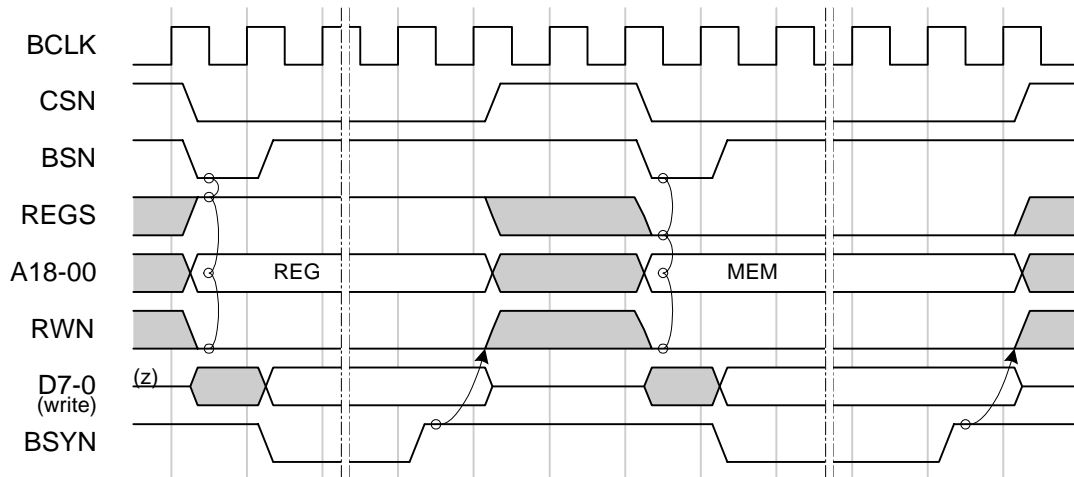 BCLK
CSN
BSN
REGS
A18-00 REG MEM
RWN
D7-0 (z)
(write)
BSYN